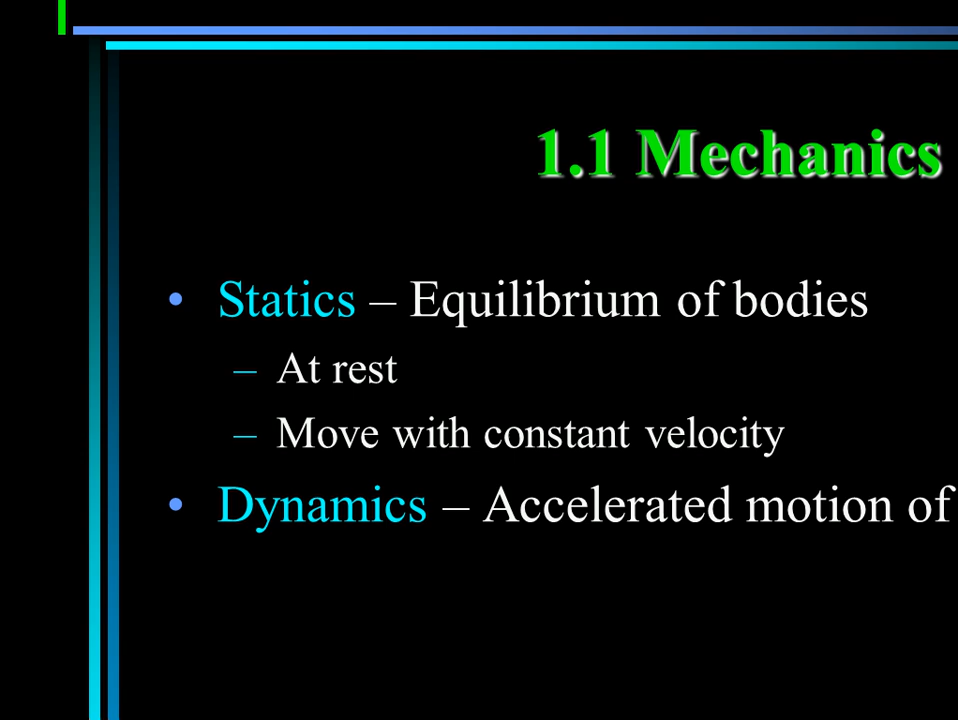 1.1 Mechanics
• Statics – Equilibrium of bodies
– At rest
– Move with constant velocity
• Dynamics – Accelerated motion of